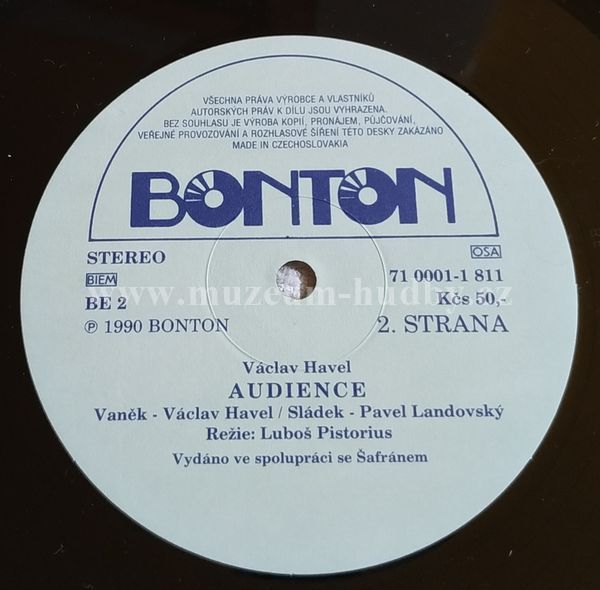 VŠECHNA PRÁVA VÝROBCE A VLASTNÍKŮ
AUTORSKÝCH PRÁV K DÍLU JSOU VYHRAZENA.
BEZ SOUHLASU JE VÝROBA KOPIÍ, PRONÁJEM, PŮJČOVÁNÍ,
VEŘEJNÉ PROVOZOVÁNÍ A ROZHLASOVÉ ŠÍŘENÍ TÉTO DESKY ZAKÁZÁNO
MADE IN CZECHOSLOVAKIA
BONTON
STEREO
OSA
BIEM
71 0001-1 811
www.muzeum-hudby.cz
BE 2
Kčs 50,-
℗ 1990 BONTON
2. STRANA
Václav Havel
AUDIENCE
Vaněk - Václav Havel / Sládek - Pavel Landovský
Režie: Luboš Pistorius
Vydáno ve spolupráci se Šafránem